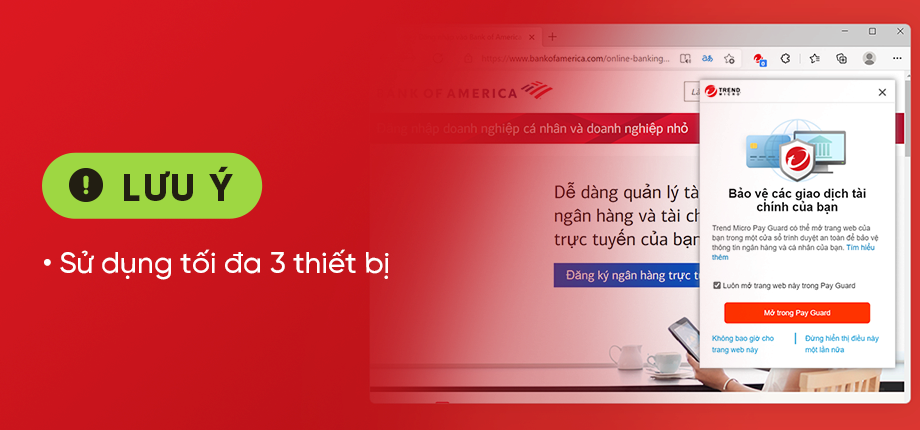 LƯU Ý
• Sử dụng tối đa 3 thiết bị
https://www.bankofamerica.com/online-banking...
BANK OF AMERICA
nhập doanh nghiệp cá nhân và doanh nghiệp nhỏ
Dễ dàng quản lý tà
ngân hàng và tài ch
trực tuyến của bạn
Đăng ký ngân hàng trực t
TREND
MICRO
Bảo vệ các giao dịch tài
chính của bạn
Trend Micro Pay Guard có thể mở trang web của
bạn trong một cửa sổ trình duyệt an toàn để bảo vệ
thông tin ngân hàng và cá nhân của bạn. Tìm hiểu
thêm
Luôn mở trang web này trong Pay Guard
Mở trong Pay Guard
Không bao giờ cho
trang web này
Đừng hiển thị điều này
một lần nữa